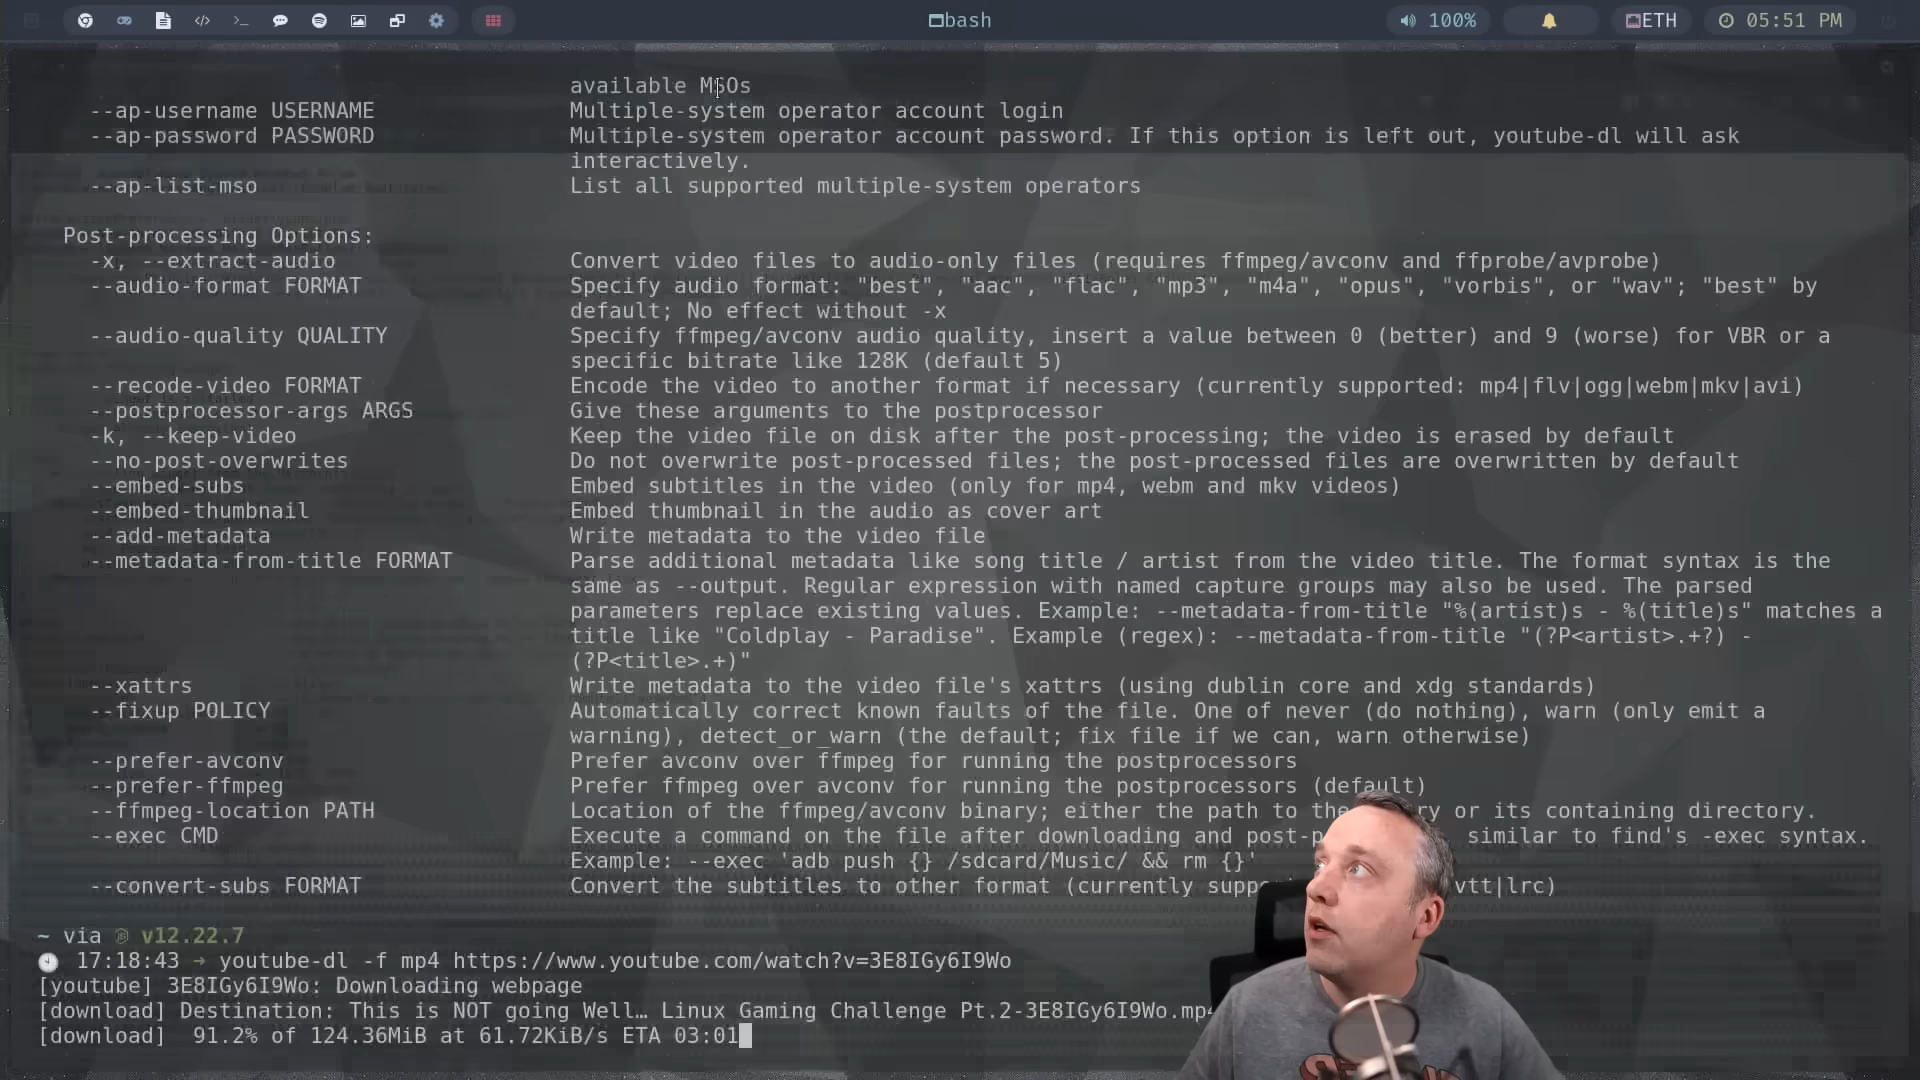 bash
100%
ETH
05:51 PM
available MSOs
--ap-username USERNAME Multiple-system operator account login
--ap-password PASSWORD Multiple-system operator account password. If this option is left out, youtube-dl will ask
interactively.
--ap-list-mso List all supported multiple-system operators
Post-processing Options:
-x, --extract-audio Convert video files to audio-only files (requires ffmpeg/avconv and ffprobe/avprobe)
--audio-format FORMAT Specify audio format: "best", "aac", "flac", "mp3", "m4a", "opus", "vorbis", or "wav"; "best" by
default; No effect without -x
--audio-quality QUALITY Specify ffmpeg/avconv audio quality, insert a value between 0 (better) and 9 (worse) for VBR or a
specific bitrate like 128K (default 5)
--recode-video FORMAT Encode the video to another format if necessary (currently supported: mp4|flv|ogg|webm|mkv|avi)
--postprocessor-args ARGS Give these arguments to the postprocessor
-k, --keep-video Keep the video file on disk after the post-processing; the video is erased by default
--no-post-overwrites Do not overwrite post-processed files; the post-processed files are overwritten by default
--embed-subs Embed subtitles in the video (only for mp4, webm and mkv videos)
--embed-thumbnail Embed thumbnail in the audio as cover art
--add-metadata Write metadata to the video file
--metadata-from-title FORMAT Parse additional metadata like song title / artist from the video title. The format syntax is the
same as --output. Regular expression with named capture groups may also be used. The parsed
parameters replace existing values. Example: --metadata-from-title "%(artist)s - %(title)s" matches a
title like "Coldplay - Paradise". Example (regex): --metadata-from-title "(?P<artist>.+?) -
(?P<title>.+)"
--xattrs Write metadata to the video file's xattrs (using dublin core and xdg standards)
--fixup POLICY Automatically correct known faults of the file. One of never (do nothing), warn (only emit a
warning), detect_or_warn (the default; fix file if we can, warn otherwise)
--prefer-avconv Prefer avconv over ffmpeg for running the postprocessors
--prefer-ffmpeg Prefer ffmpeg over avconv for running the postprocessors (default)
--ffmpeg-location PATH Location of the ffmpeg/avconv binary; either the path to the ry or its containing directory.
--exec CMD Execute a command on the file after downloading and post-p similar to find's -exec syntax.
Example: --exec 'adb push {} /sdcard/Music/ && rm {}'
--convert-subs FORMAT Convert the subtitles to other format (currently supp vtt|lrc)
~ via v12.22.7
17:18:43 → youtube-dl -f mp4 https://www.youtube.com/watch?v=3E8IGy6I9Wo
[youtube] 3E8IGy6I9Wo: Downloading webpage
[download] Destination: This is NOT going Well… Linux Gaming Challenge Pt.2-3E8IGy6I9Wo.mp4
[download] 91.2% of 124.36MiB at 61.72KiB/s ETA 03:01